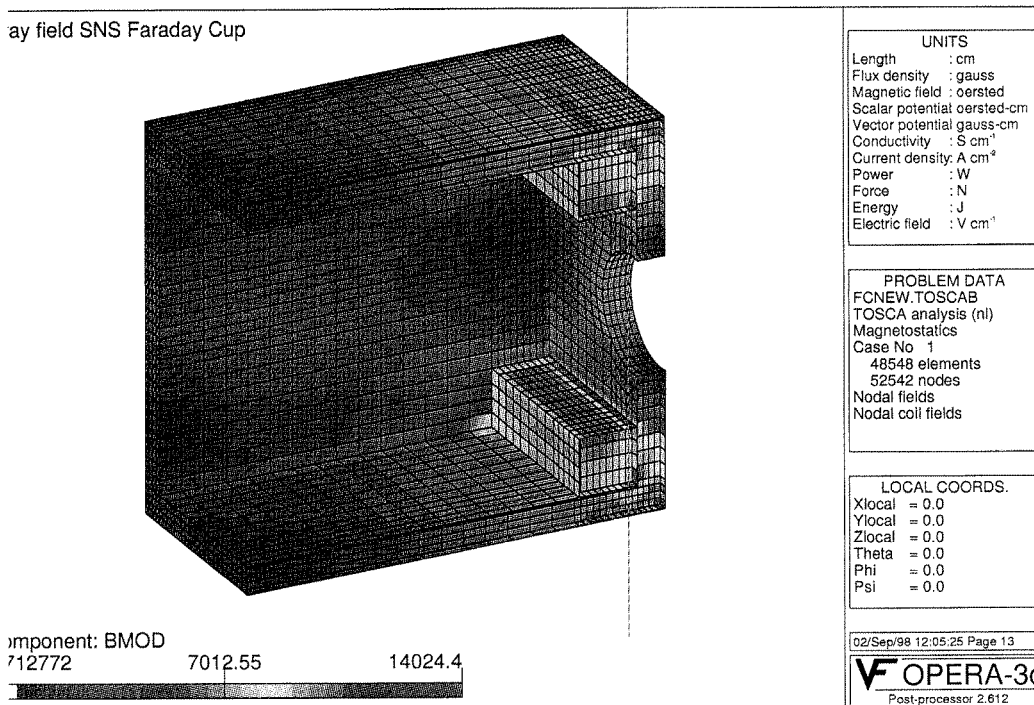 ay field SNS Faraday Cup
UNITS
Length : cm
Flux density : gauss
Magnetic field : oersted
Scalar potential oersted-cm
Vector potential gauss-cm
Conductivity : S cm⁻¹
Current density: A cm⁻²
Power : W
Force : N
Energy : J
Electric field : V cm⁻¹
PROBLEM DATA
FCNEW.TOSCAB
TOSCA analysis (nl)
Magnetostatics
Case No 1
48548 elements
52542 nodes
Nodal fields
Nodal coil fields
LOCAL COORDS.
Xlocal = 0.0
Ylocal = 0.0
Zlocal = 0.0
Theta = 0.0
Phi = 0.0
Psi = 0.0
omponent: BMOD
712772 7012.55 14024.4
02/Sep/98 12:05:25 Page 13
VF OPERA-3d
Post-processor 2.612